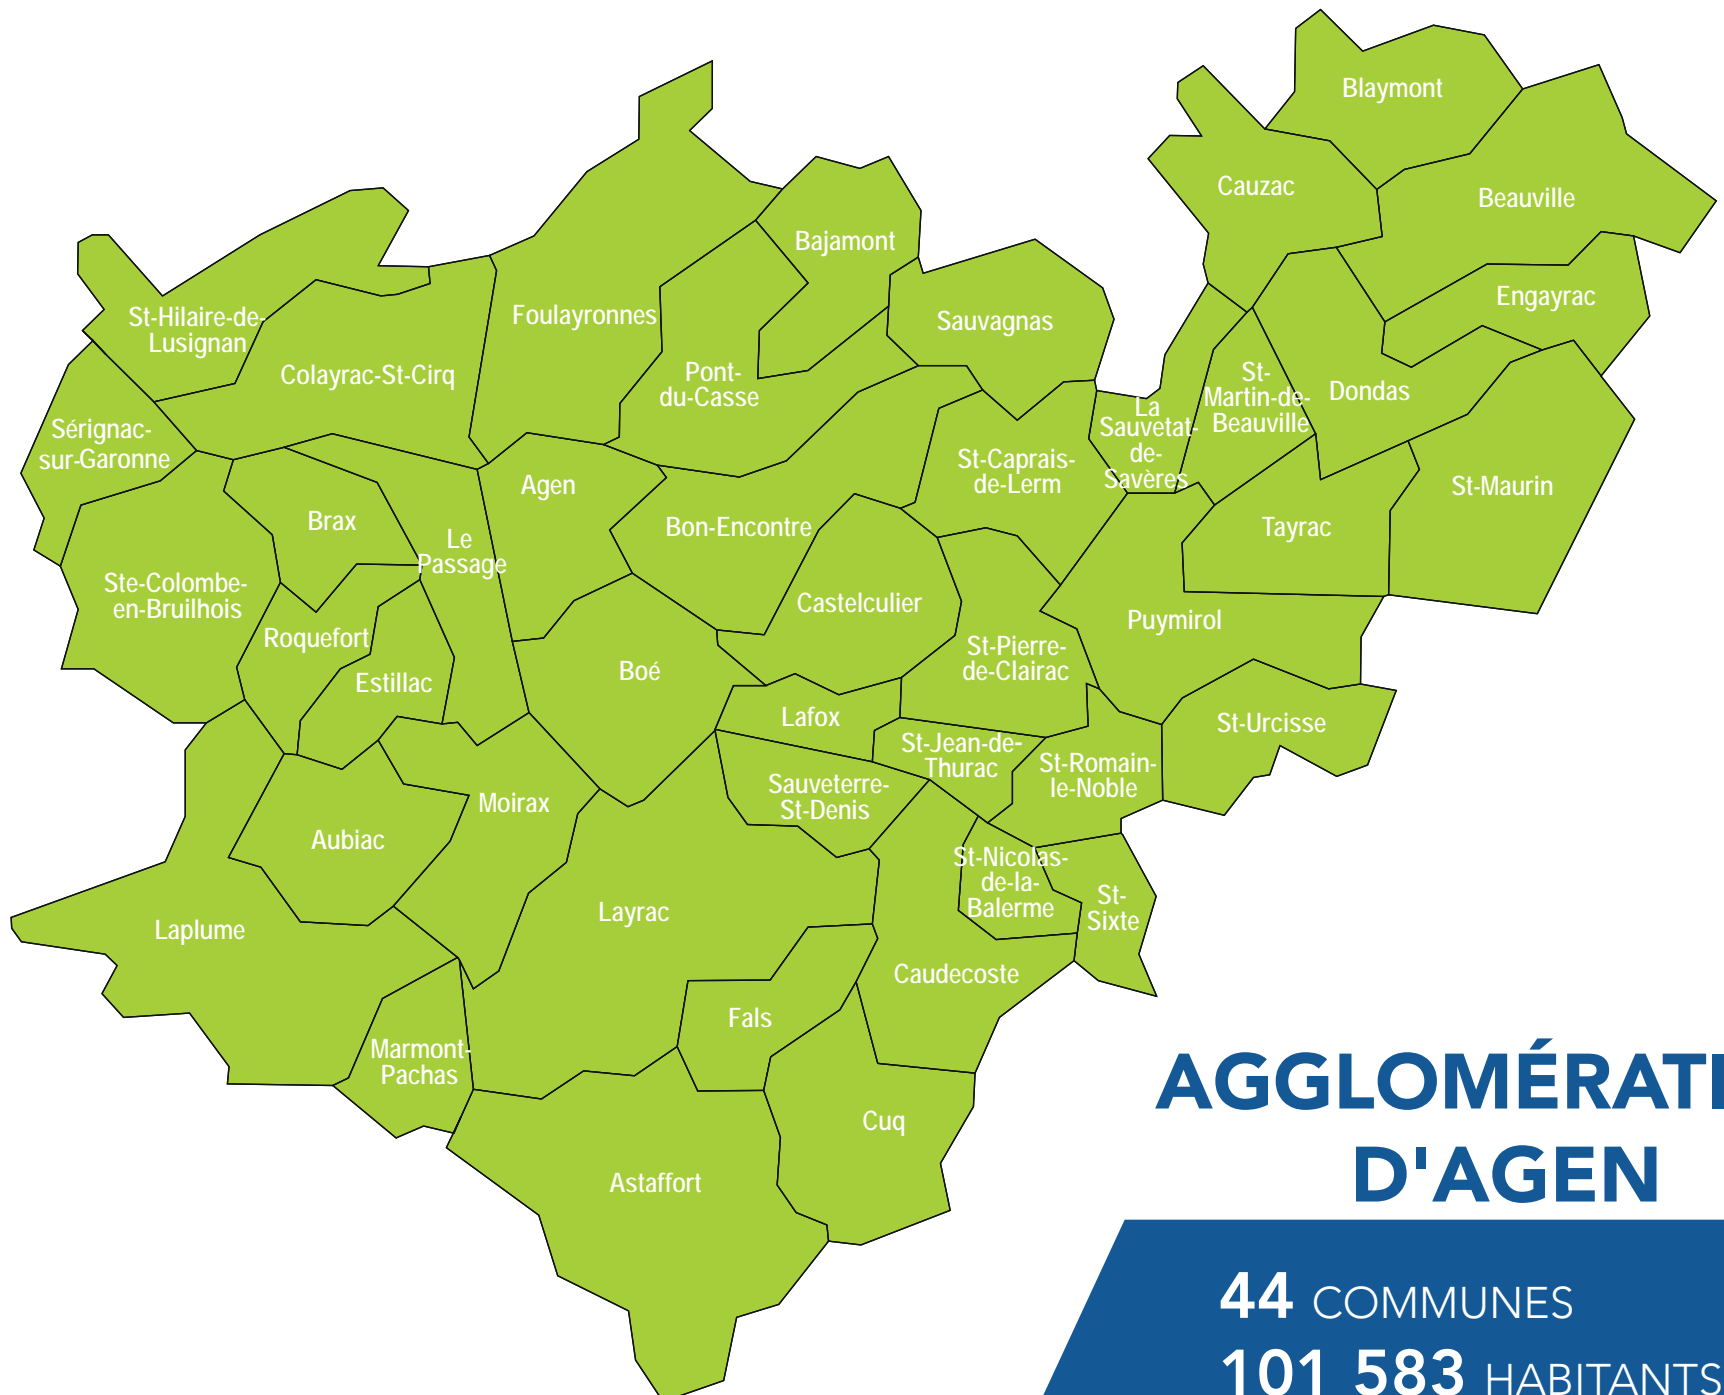 Blaymont
Cauzac
Beauville
Bajamont
Engayrac
St-Hilaire-de-
Lusignan
Foulayronnes
Sauvagnas
Colayrac-St-Cirq
Pont-
du-Casse
St-
Martin-de-
Beauville
Dondas
La
Sauvetat-
de-
Savères
Sérignac-
sur-Garonne
St-Caprais-
de-Lerm
Agen
St-Maurin
Brax
Bon-Encontre
Tayrac
Le
Passage
Ste-Colombe-
en-Bruilhois
Castelculier
Puymirol
Roquefort
St-Pierre-
de-Clairac
Boé
Estillac
Lafox
St-Urcisse
St-Jean-de-
Thurac
St-Romain-
le-Noble
Sauveterre-
St-Denis
Moirax
Aubiac
St-Nicolas-
de-la-
Balerme
St-
Sixte
Layrac
Laplume
Caudecoste
Fals
Marmont-
Pachas
Cuq
Astaffort
AGGLOMÉRATI
D'AGEN
44 COMMUNES
101 583 HABITANTS